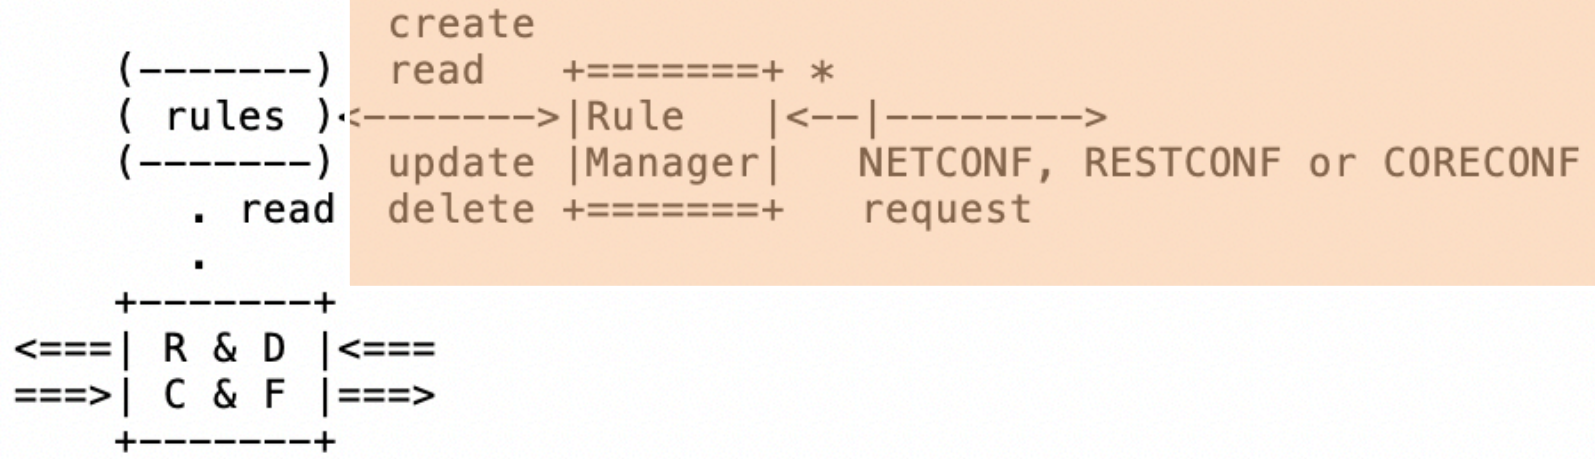 create
     (-------)     read   +=======+ *
     ( rules )<-------->|Rule   |<--|-------->
     (-------)     update |Manager|   NETCONF, RESTCONF or CORECONF
        . read     delete +=======+   request
        .
     +-------+
<===| R & D |<===
===>| C & F |===>
     +-------+